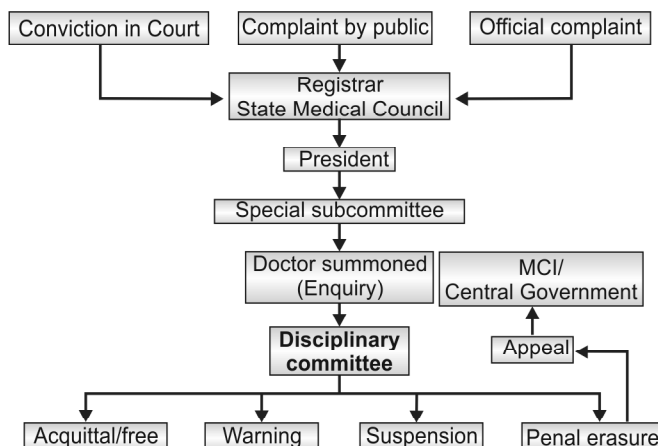 Conviction in Court
Complaint by public
Official complaint
Registrar
State Medical Council
President
Special subcommittee
Doctor summoned
(Enquiry)
MCI/
Central Government
Disciplinary
committee
Appeal
Acquittal/free
Warning
Suspension
Penal erasure